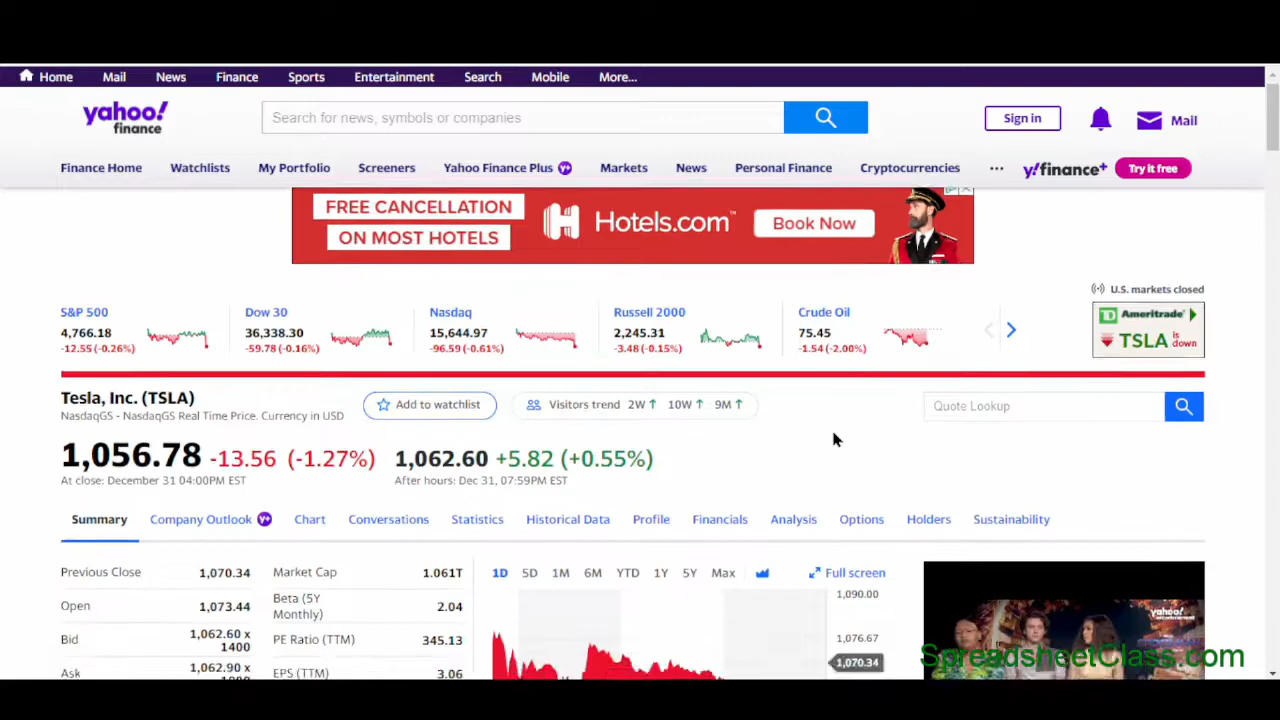 Home Mail News Finance Sports Entertainment Search Mobile More...
yahoo!
finance
Search for news, symbols or companies
Sign in
Mail
Finance Home Watchlists My Portfolio Screeners Yahoo Finance Plus Y+ Markets News Personal Finance Cryptocurrencies ... y!finance+ Try it free
FREE CANCELLATION
ON MOST HOTELS
Hotels.com™
Book Now
U.S. markets closed
S&P 500 Dow 30 Nasdaq Russell 2000 Crude Oil
4,766.18 36,338.30 15,644.97 2,245.31 75.45
-12.55 (-0.26%) -59.78 (-0.16%) -96.59 (-0.61%) -3.48 (-0.15%) -1.54 (-2.00%)
TD Ameritrade
TSLA is down
Tesla, Inc. (TSLA)
NasdaqGS - NasdaqGS Real Time Price. Currency in USD
Add to watchlist
Visitors trend 2W↑ 10W↑ 9M↑
Quote Lookup
1,056.78 -13.56 (-1.27%) 1,062.60 +5.82 (+0.55%)
At close: December 31 04:00PM EST After hours: Dec 31, 07:59PM EST
Summary Company Outlook Y+ Chart Conversations Statistics Historical Data Profile Financials Analysis Options Holders Sustainability
Previous Close 1,070.34 Market Cap 1.061T
Open 1,073.44 Beta (5Y
Monthly) 2.04
Bid 1,062.60 x
1400 PE Ratio (TTM) 345.13
Ask 1,062.90 x
EPS (TTM) 3.06
1D 5D 1M 6M YTD 1Y 5Y Max Full screen
1,090.00
1,076.67
1,070.34
yahoo!
SpreadsheetClass.com